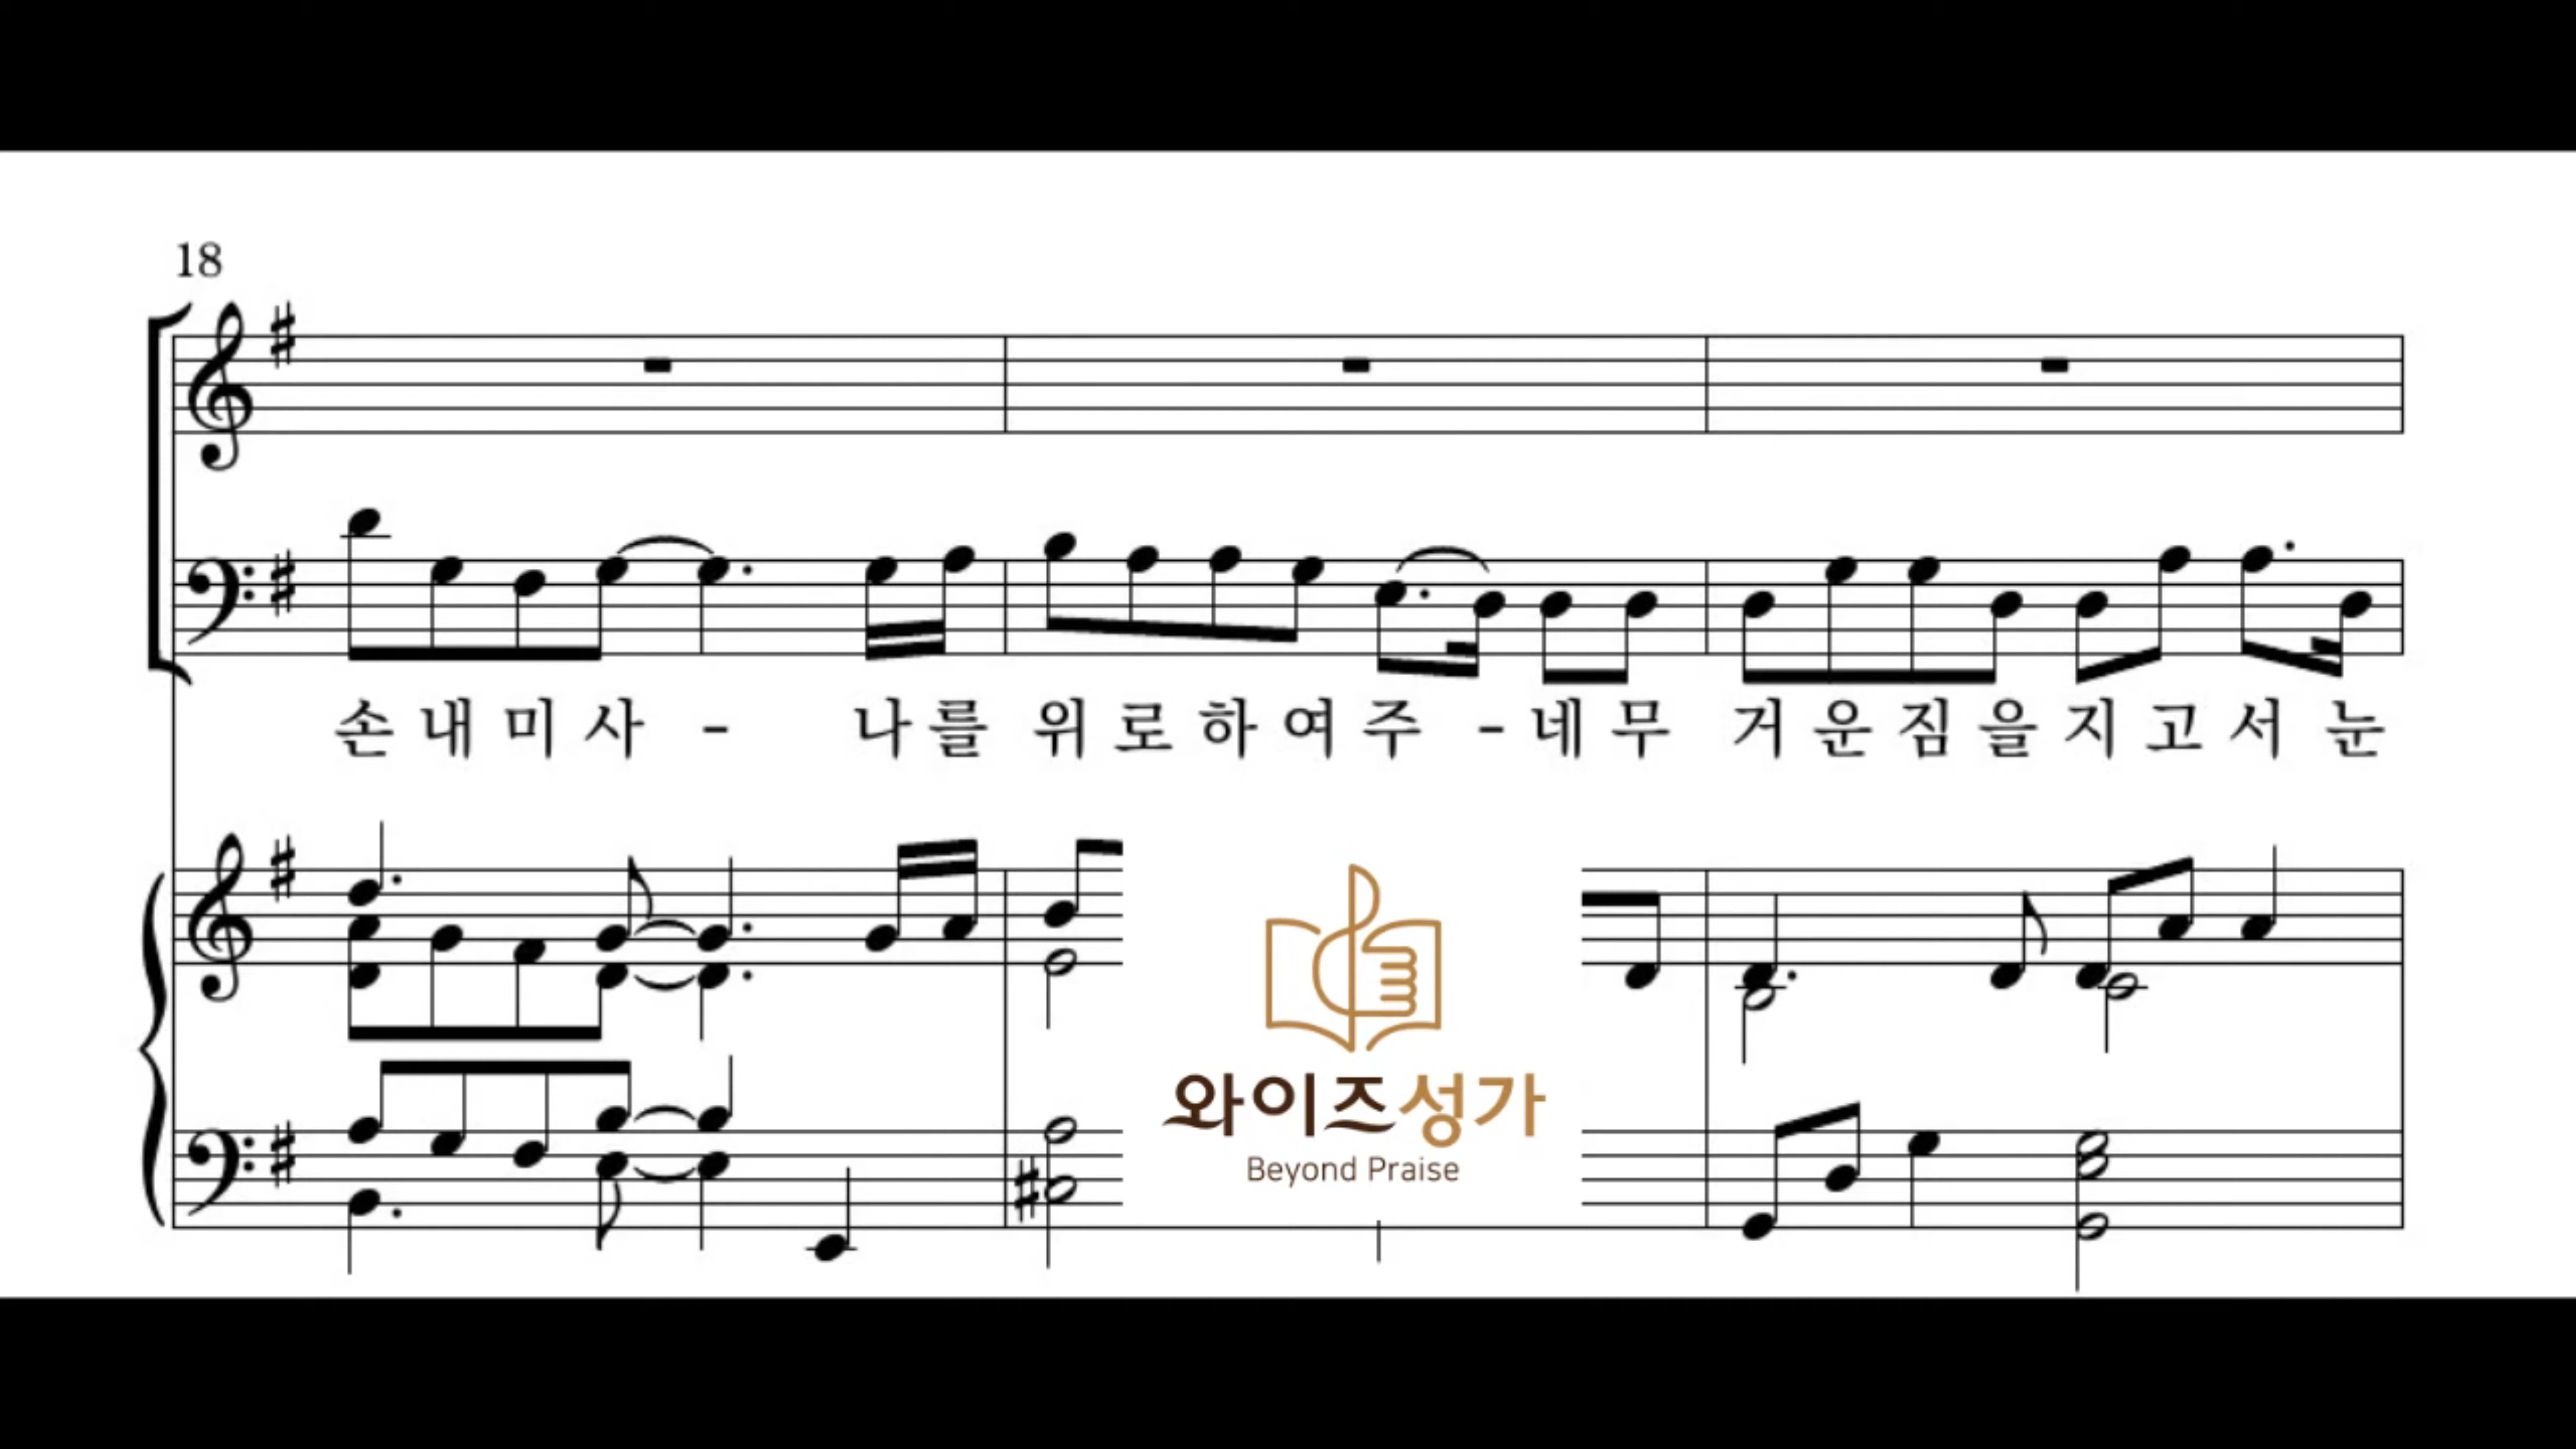 18
손 내 미 사 - 나 를 위 로 하 여 주 - 네 무 거 운 짐 을 지 고 서 눈
와이즈성가
Beyond Praise